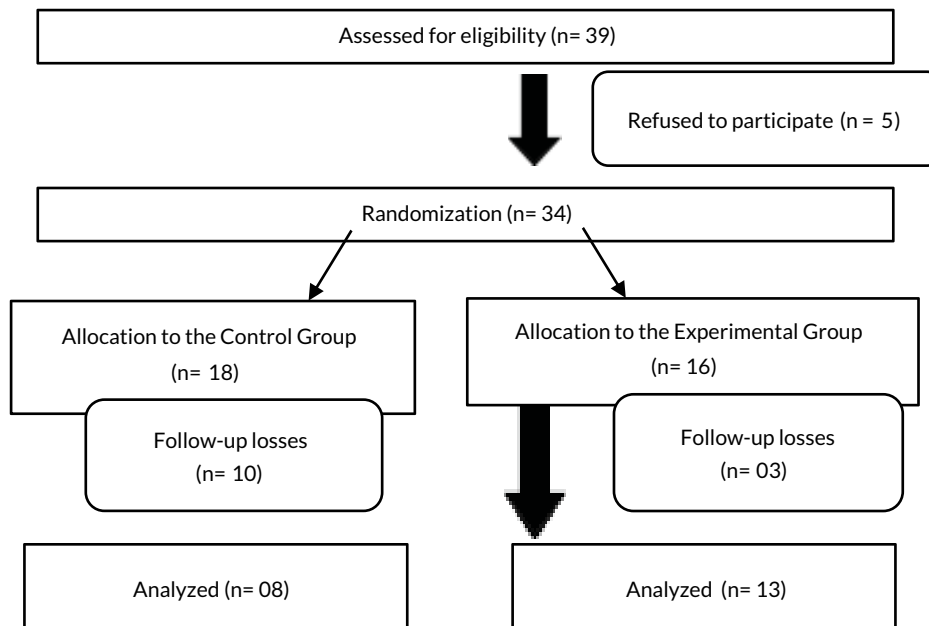 Assessed for eligibility (n= 39)
Refused to participate (n = 5)
Randomization (n= 34)
Allocation to the Control Group
(n= 18)
Allocation to the Experimental Group
(n= 16)
Follow-up losses
(n= 10)
Follow-up losses
(n= 03)
Analyzed (n= 08)
Analyzed (n= 13)